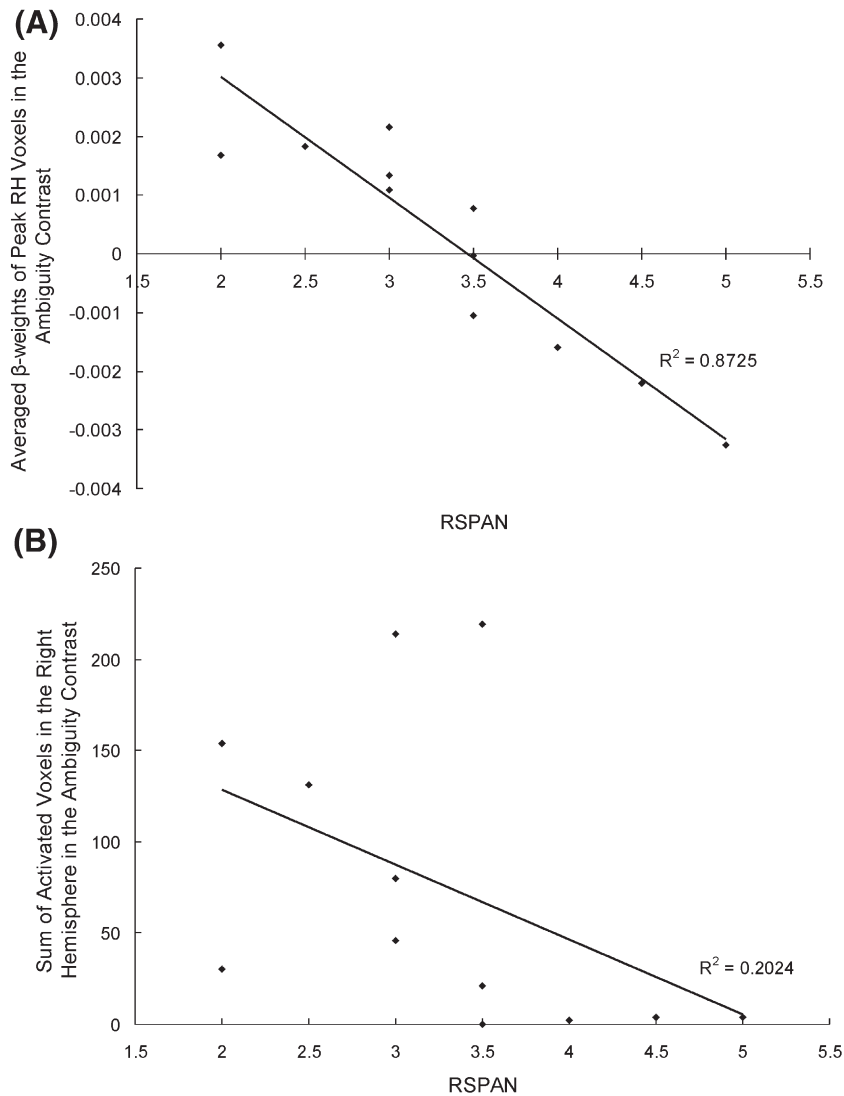 (A)
Averaged β-weights of Peak RH Voxels in the
Ambiguity Contrast
0.004
0.003
0.002
0.001
0
-0.001
-0.002
-0.003
-0.004
1.5 2 2.5 3 3.5 4 4.5 5 5.5
R² = 0.8725
RSPAN
(B)
Sum of Activated Voxels in the Right
Hemisphere in the Ambiguity Contrast
250
200
150
100
50
0
R² = 0.2024
1.5 2 2.5 3 3.5 4 4.5 5 5.5
RSPAN